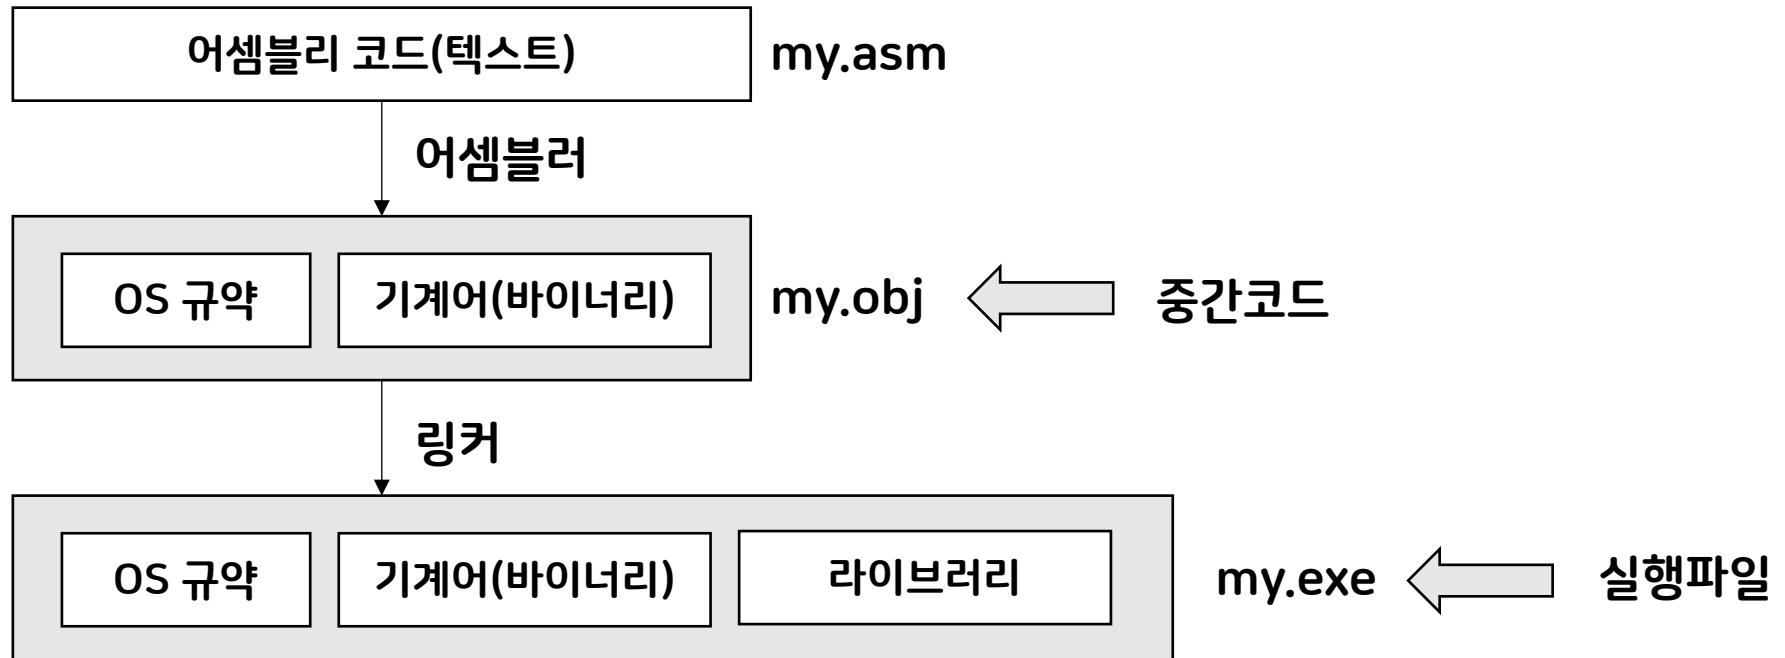 어셈블리 코드(텍스트)
my.asm
어셈블러
OS 규약
기계어(바이너리)
my.obj
중간코드
링커
OS 규약
기계어(바이너리)
라이브러리
my.exe
실행파일